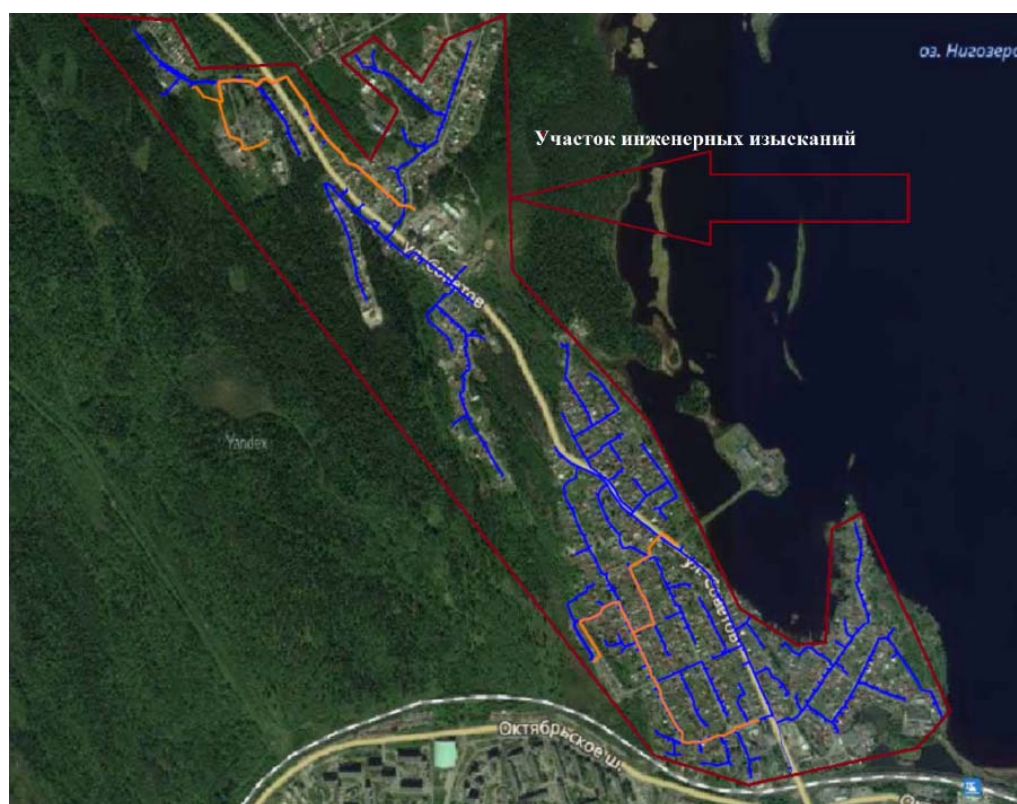 оз. Нигозеро
Участок инженерных изысканий
ул. Советов
Yandex
ул. Советов
Октябрьское ш.